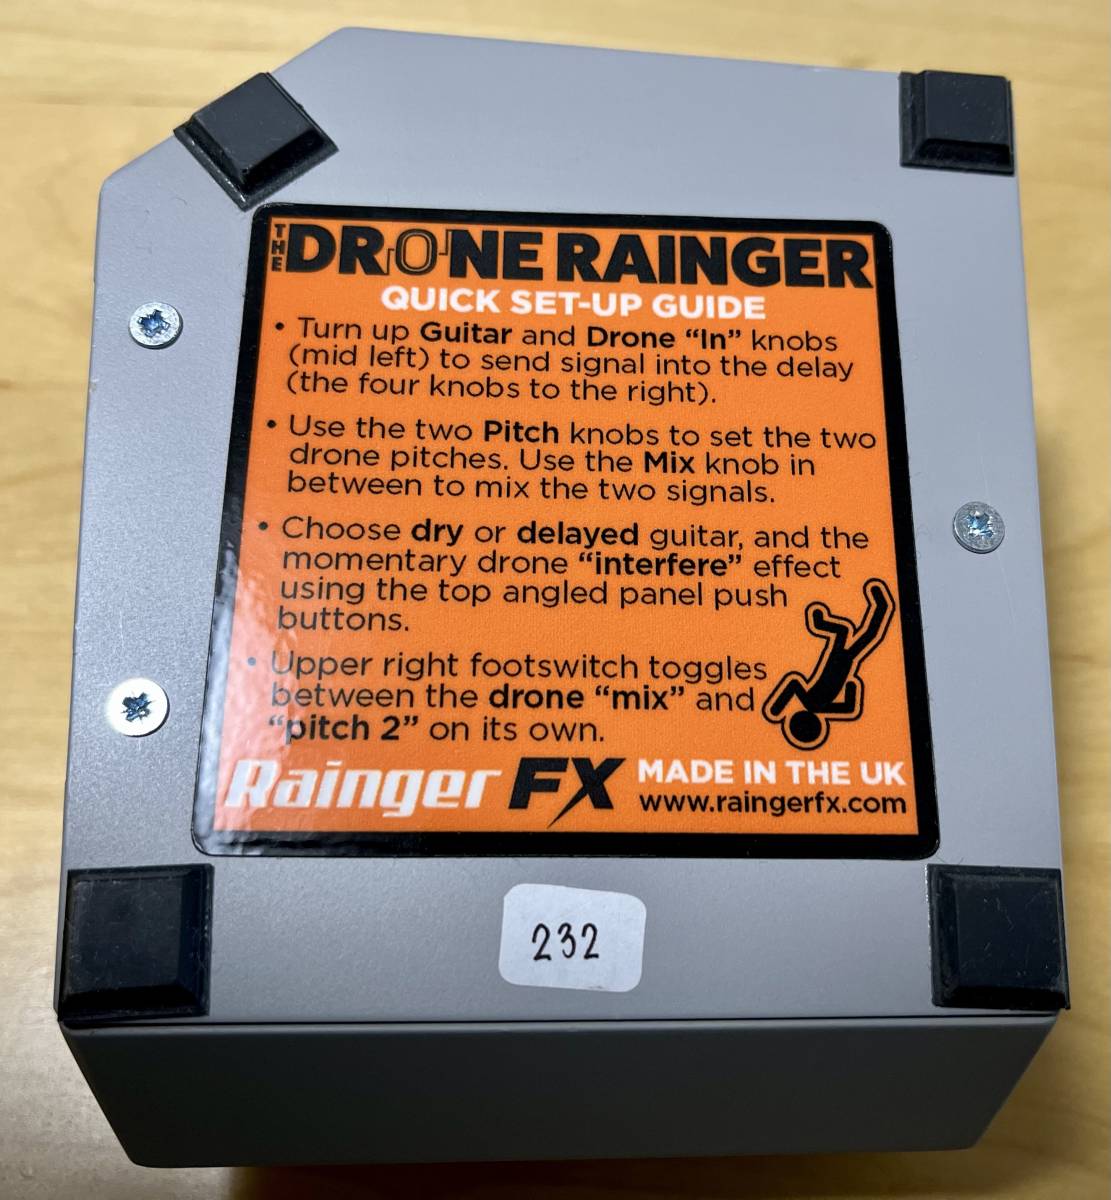 THE DRONE RAINGER
QUICK SET-UP GUIDE
• Turn up Guitar and Drone “In” knobs
(mid left) to send signal into the delay
(the four knobs to the right).
• Use the two Pitch knobs to set the two
drone pitches. Use the Mix knob in
between to mix the two signals.
• Choose dry or delayed guitar, and the
momentary drone “interfere” effect
using the top angled panel push
buttons.
• Upper right footswitch toggles
between the drone “mix” and
“pitch 2” on its own.
Rainger FX MADE IN THE UK
www.raingerfx.com
232